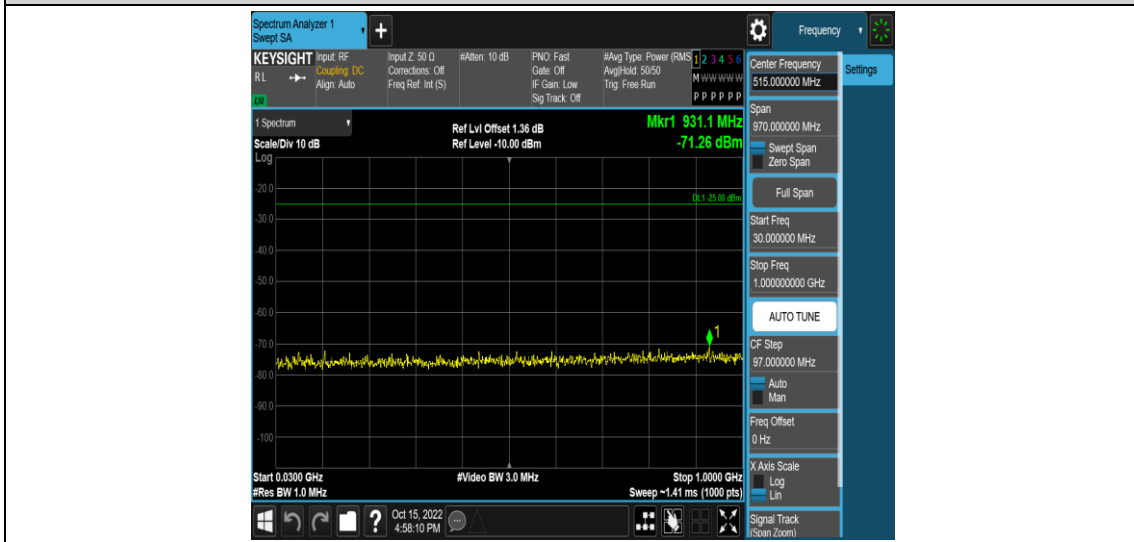 Spectrum Analyzer 1
Swept SA
+
Frequency
KEYSIGHT
RL
LXI
Input: RF
Coupling: DC
Align: Auto
Input Z: 50 Ω
Corrections: Off
Freq Ref: Int (S)
#Atten: 10 dB
PNO: Fast
Gate: Off
IF Gain: Low
Sig Track: Off
#Avg Type: Power (RMS
Avg|Hold: 50/50
Trig: Free Run
1 2 3 4 5 6
M W W W W W
P P P P P P
1 Spectrum
Scale/Div 10 dB
Log
Ref Lvl Offset 1.36 dB
Ref Level -10.00 dBm
Mkr1 931.1 MHz
-71.26 dBm
-20.0
DL1 -25.00 dBm
-30.0
-40.0
-50.0
-60.0
1
-70.0
-80.0
-90.0
-100
Start 0.0300 GHz
#Res BW 1.0 MHz
#Video BW 3.0 MHz
Stop 1.0000 GHz
Sweep ~1.41 ms (1000 pts)
Center Frequency
515.000000 MHz
Settings
Span
970.000000 MHz
Swept Span
Zero Span
Full Span
Start Freq
30.000000 MHz
Stop Freq
1.000000000 GHz
AUTO TUNE
CF Step
97.000000 MHz
Auto
Man
Freq Offset
0 Hz
X Axis Scale
Log
Lin
Signal Track
(Span Zoom)
?
Oct 15, 2022
4:58:10 PM